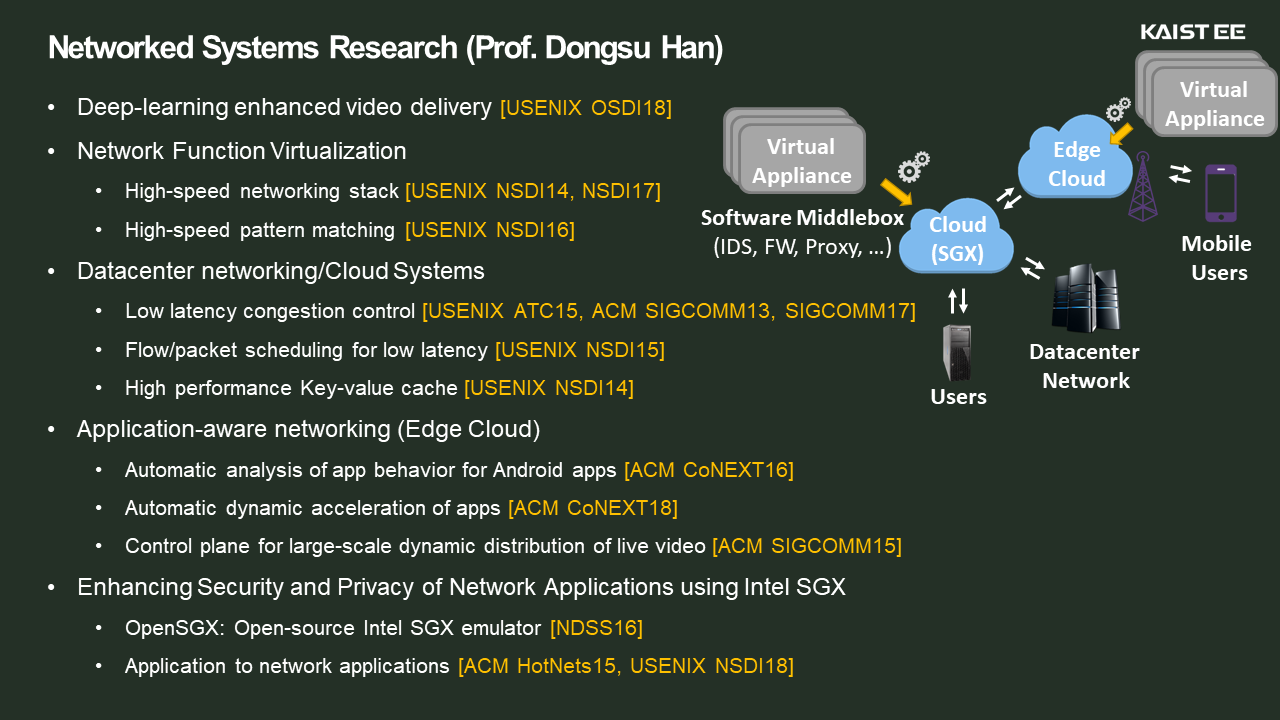 KAIST EE
Networked Systems Research (Prof. Dongsu Han)
• Deep-learning enhanced video delivery [USENIX OSDI18]
• Network Function Virtualization
• High-speed networking stack [USENIX NSDI14, NSDI17]
• High-speed pattern matching [USENIX NSDI16]
• Datacenter networking/Cloud Systems
• Low latency congestion control [USENIX ATC15, ACM SIGCOMM13, SIGCOMM17]
• Flow/packet scheduling for low latency [USENIX NSDI15]
• High performance Key-value cache [USENIX NSDI14]
• Application-aware networking (Edge Cloud)
• Automatic analysis of app behavior for Android apps [ACM CoNEXT16]
• Automatic dynamic acceleration of apps [ACM CoNEXT18]
• Control plane for large-scale dynamic distribution of live video [ACM SIGCOMM15]
• Enhancing Security and Privacy of Network Applications using Intel SGX
• OpenSGX: Open-source Intel SGX emulator [NDSS16]
• Application to network applications [ACM HotNets15, USENIX NSDI18]
Virtual
Appliance
Software Middlebox
(IDS, FW, Proxy, ...)
Cloud
(SGX)
Edge
Cloud
Virtual
Appliance
Mobile
Users
Datacenter
Network
Users